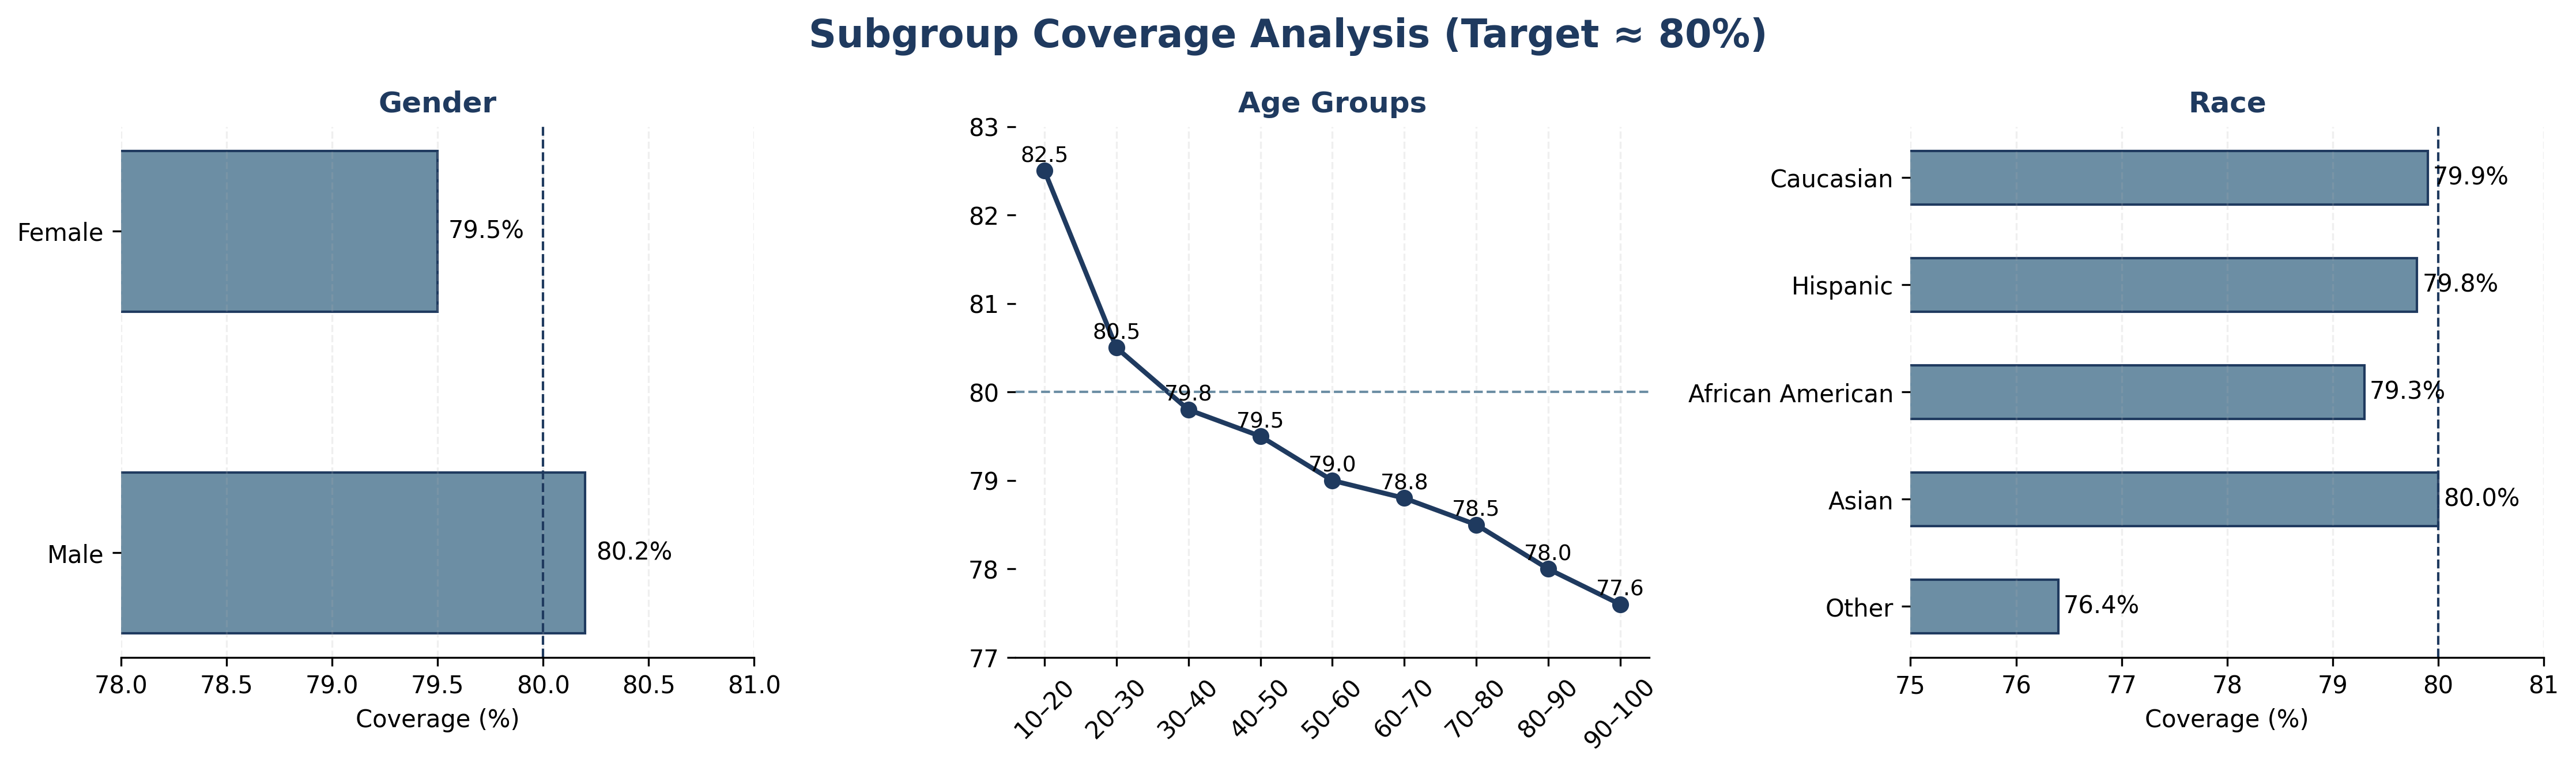 Subgroup Coverage Analysis (Target ≈ 80%)
Gender
Female
79.5%
Male
80.2%
78.0 78.5 79.0 79.5 80.0 80.5 81.0
Coverage (%)
Age Groups
83
82
81
80
79
78
77
82.5
80.5
79.8
79.5
79.0
78.8
78.5
78.0
77.6
10–20 20–30 30–40 40–50 50–60 60–70 70–80 80–90 90–100
Race
Caucasian
79.9%
Hispanic
79.8%
African American
79.3%
Asian
80.0%
Other
76.4%
75 76 77 78 79 80 81
Coverage (%)